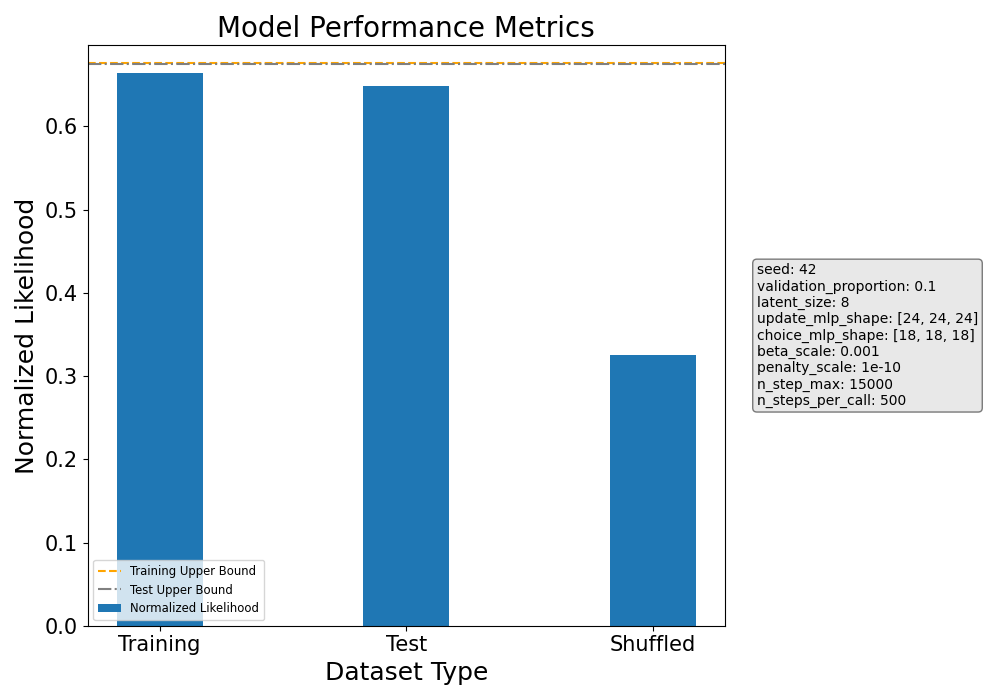 Model Performance Metrics
Normalized Likelihood
0.6
0.5
0.4
0.3
0.2
0.1
0.0
Training Upper Bound
Test Upper Bound
Normalized Likelihood
Training
Test
Shuffled
Dataset Type
seed: 42
validation_proportion: 0.1
latent_size: 8
update_mlp_shape: [24, 24, 24]
choice_mlp_shape: [18, 18, 18]
beta_scale: 0.001
penalty_scale: 1e-10
n_step_max: 15000
n_steps_per_call: 500